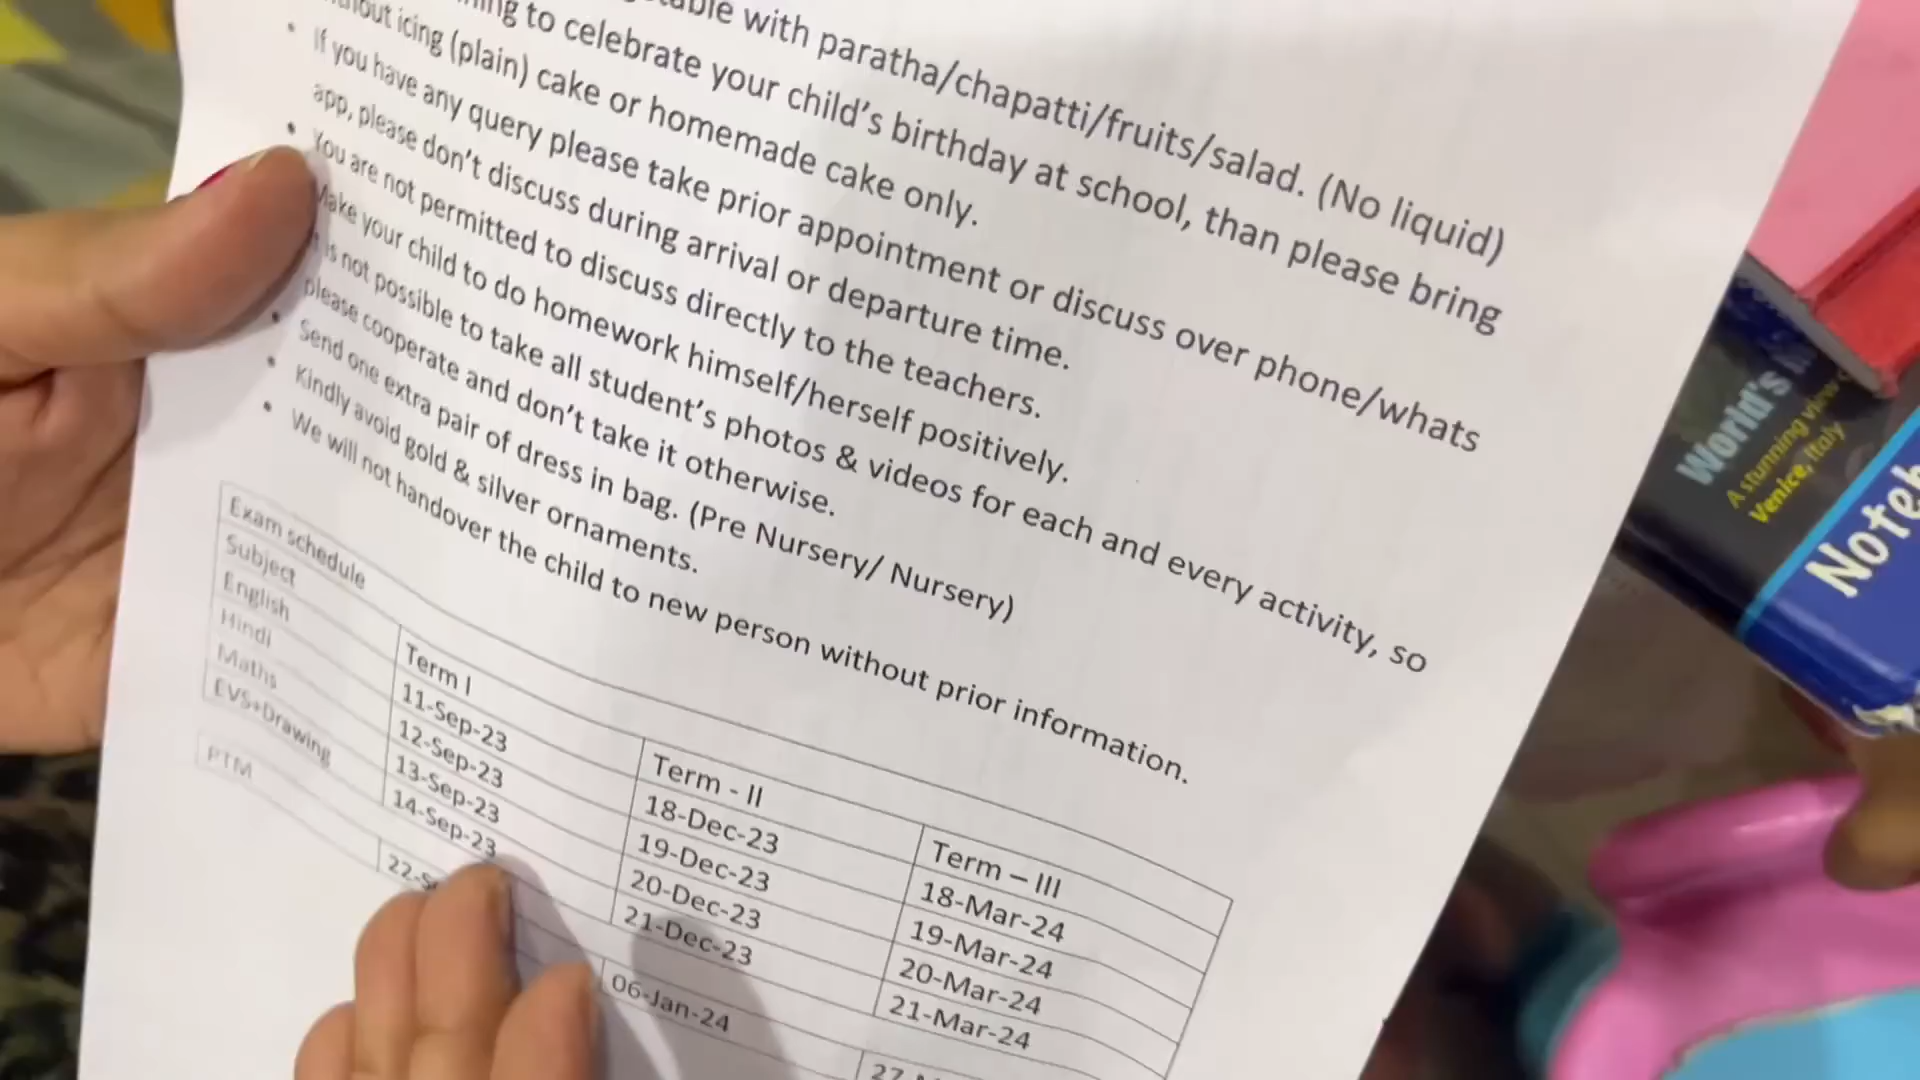 with paratha/chapatti/fruits/salad. (No liquid)
to celebrate your child's birthday at school, than please bring
icing (plain) cake or homemade cake only.
• If you have any query please take prior appointment or discuss over phone/whats
app, please don't discuss during arrival or departure time.
• You are not permitted to discuss directly to the teachers.
Make your child to do homework himself/herself positively.
is not possible to take all student's photos & videos for each and every activity, so
please cooperate and don't take it otherwise.
• Send one extra pair of dress in bag. (Pre Nursery/ Nursery)
• Kindly avoid gold & silver ornaments.
• We will not handover the child to new person without prior information.
Exam schedule
Subject Term I Term - II Term – III
English 11-Sep-23 18-Dec-23 18-Mar-24
Hindi 12-Sep-23 19-Dec-23 19-Mar-24
Maths 13-Sep-23 20-Dec-23 20-Mar-24
EVS+Drawing 14-Sep-23 21-Dec-23 21-Mar-24
PTM 06-Jan-24
World's
A stunning view
Venice, Italy